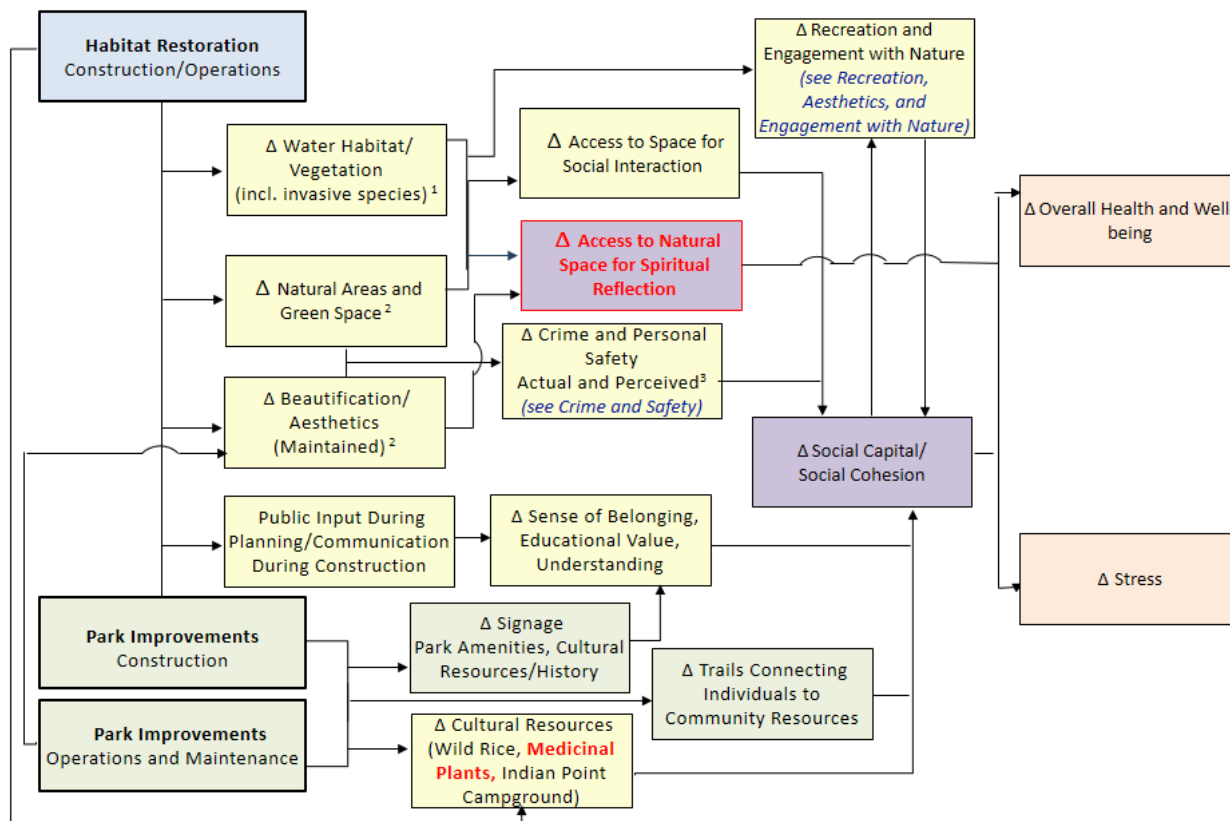 Habitat Restoration
Construction/Operations
Δ Recreation and
Engagement with Nature
(see Recreation,
Aesthetics, and
Engagement with Nature)
Δ Water Habitat/
Vegetation
(incl. invasive species) 1
Δ Access to Space for
Social Interaction
Δ Overall Health and Well
being
Δ Access to Natural
Space for Spiritual
Reflection
Δ Natural Areas and
Green Space 2
Δ Crime and Personal
Safety
Actual and Perceived3
(see Crime and Safety)
Δ Beautification/
Aesthetics
(Maintained) 2
Δ Social Capital/
Social Cohesion
Public Input During
Planning/Communication
During Construction
Δ Sense of Belonging,
Educational Value,
Understanding
Δ Stress
Park Improvements
Construction
Δ Signage
Park Amenities, Cultural
Resources/History
Δ Trails Connecting
Individuals to
Community Resources
Park Improvements
Operations and Maintenance
Δ Cultural Resources
(Wild Rice, Medicinal
Plants, Indian Point
Campground)